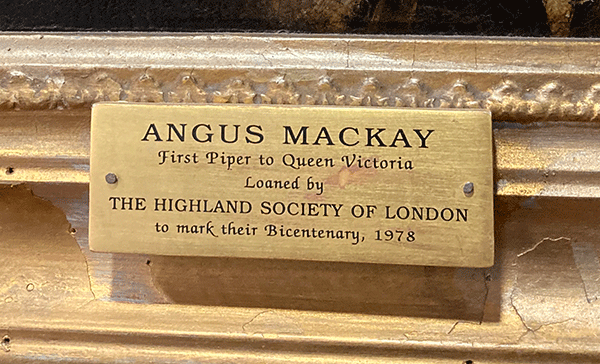 ANGUS MACKAY
First Piper to Queen Victoria
Loaned by
THE HIGHLAND SOCIETY OF LONDON
to mark their Bicentenary, 1978